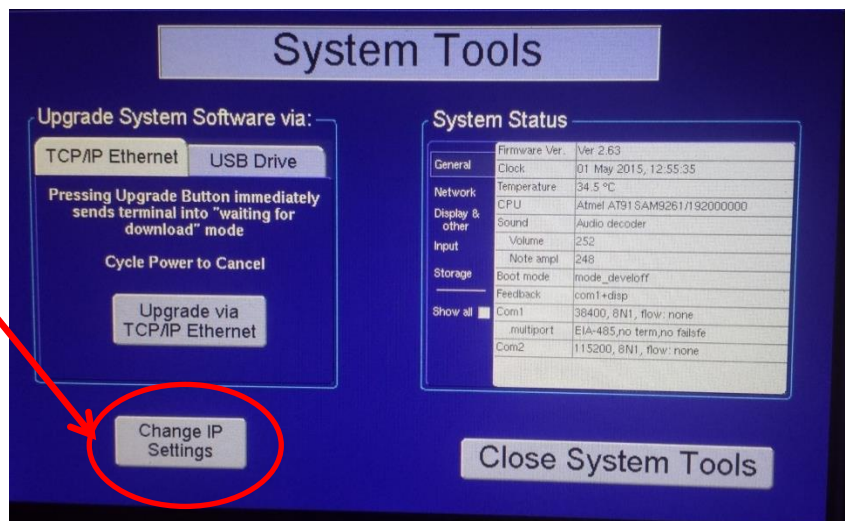 System Tools
Upgrade System Software via:
TCP/IP Ethernet
USB Drive
Pressing Upgrade Button immediately
sends terminal into "waiting for
download" mode
Cycle Power to Cancel
Upgrade via
TCP/IP Ethernet
Change IP
Settings
System Status
General
Network
Display &
other
Input
Storage
Show all
Firmware Ver. Ver 2.63
Clock 01 May 2015, 12:55:35
Temperature 34.5 °C
CPU Atmel AT91SAM9261/192000000
Sound Audio decoder
Volume 252
Note ampl 248
Boot mode mode_develoff
Feedback com1+disp
Com1 38400, 8N1, flow: none
multiport EIA-485,no term,no failsfe
Com2 115200, 8N1, flow: none
Close System Tools